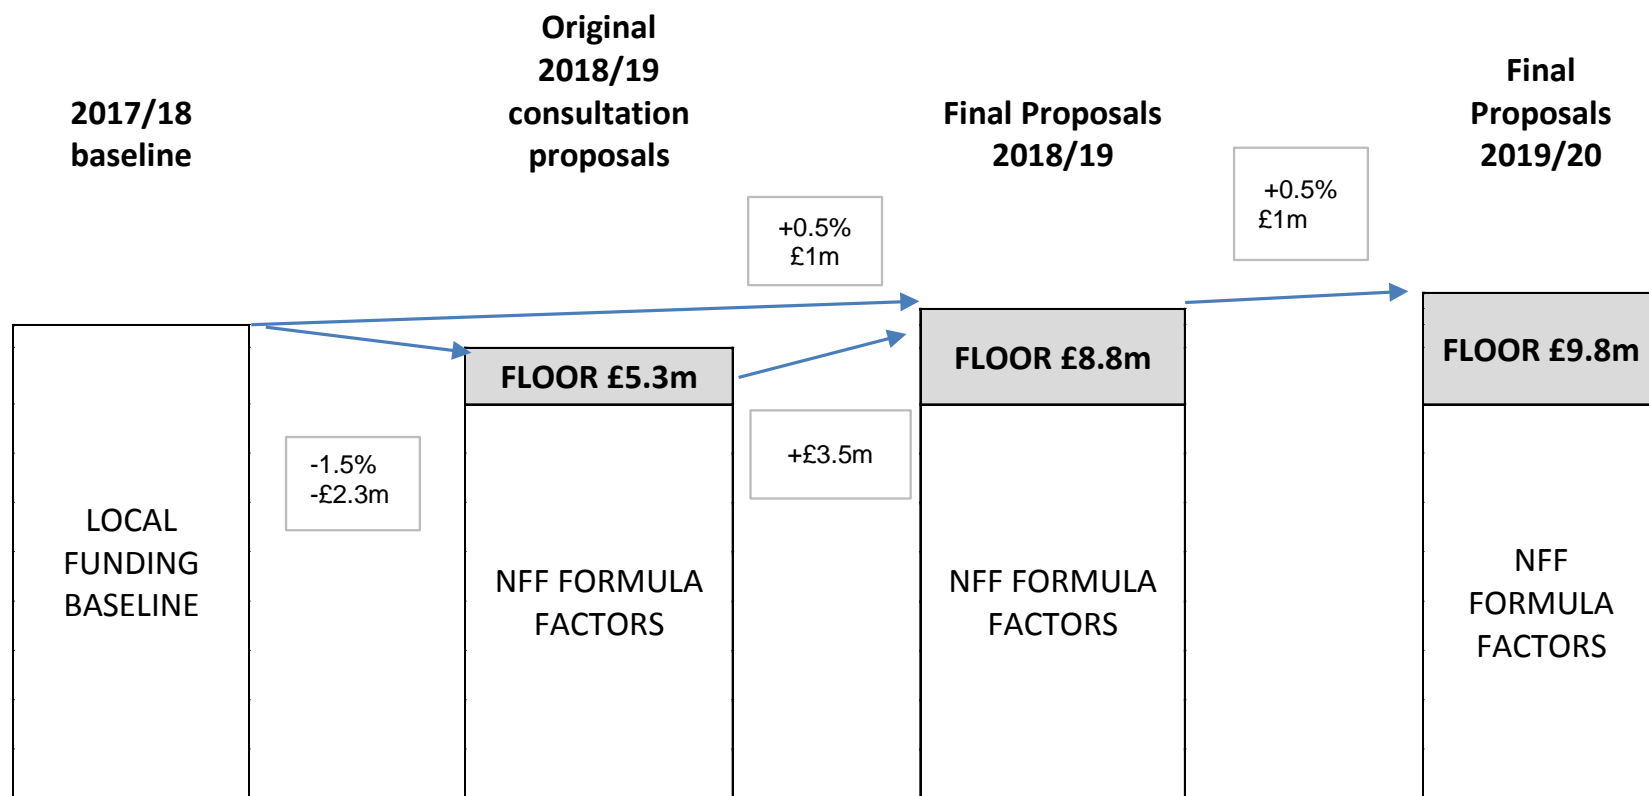 2017/18
baseline
Original
2018/19
consultation
proposals
Final Proposals
2018/19
Final
Proposals
2019/20
+0.5%
£1m
+0.5%
£1m
FLOOR £5.3m
FLOOR £8.8m
FLOOR £9.8m
-1.5%
-£2.3m
+£3.5m
LOCAL
FUNDING
BASELINE
NFF FORMULA
FACTORS
NFF FORMULA
FACTORS
NFF
FORMULA
FACTORS